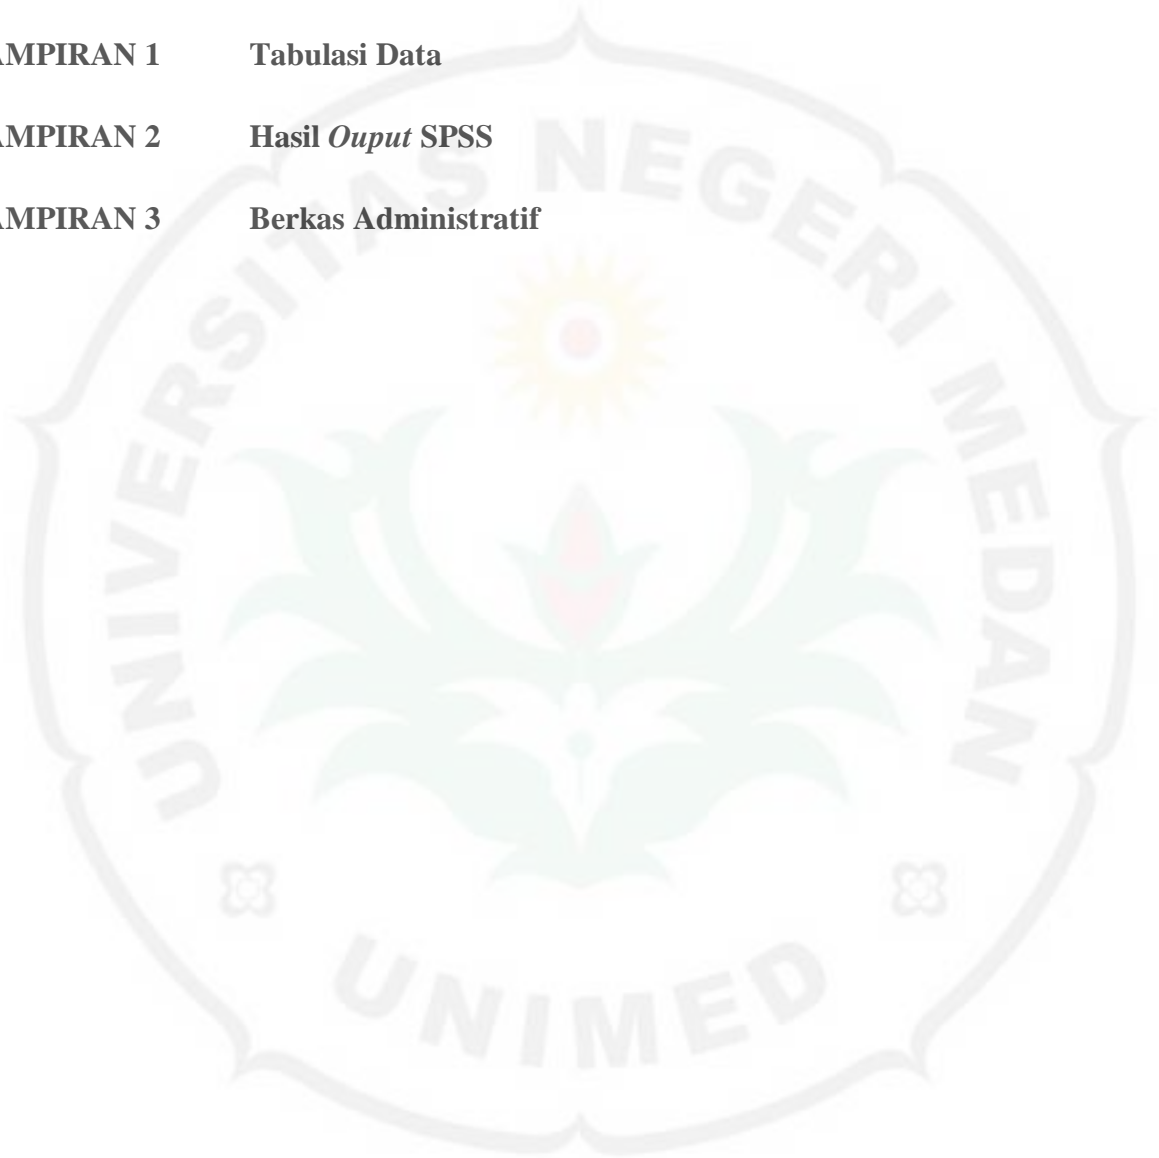 AMPIRAN 1 Tabulasi Data
AMPIRAN 2 Hasil Ouput SPSS
AMPIRAN 3 Berkas Administratif
UNIVERSITAS NEGERI MEDAN
UNIMED